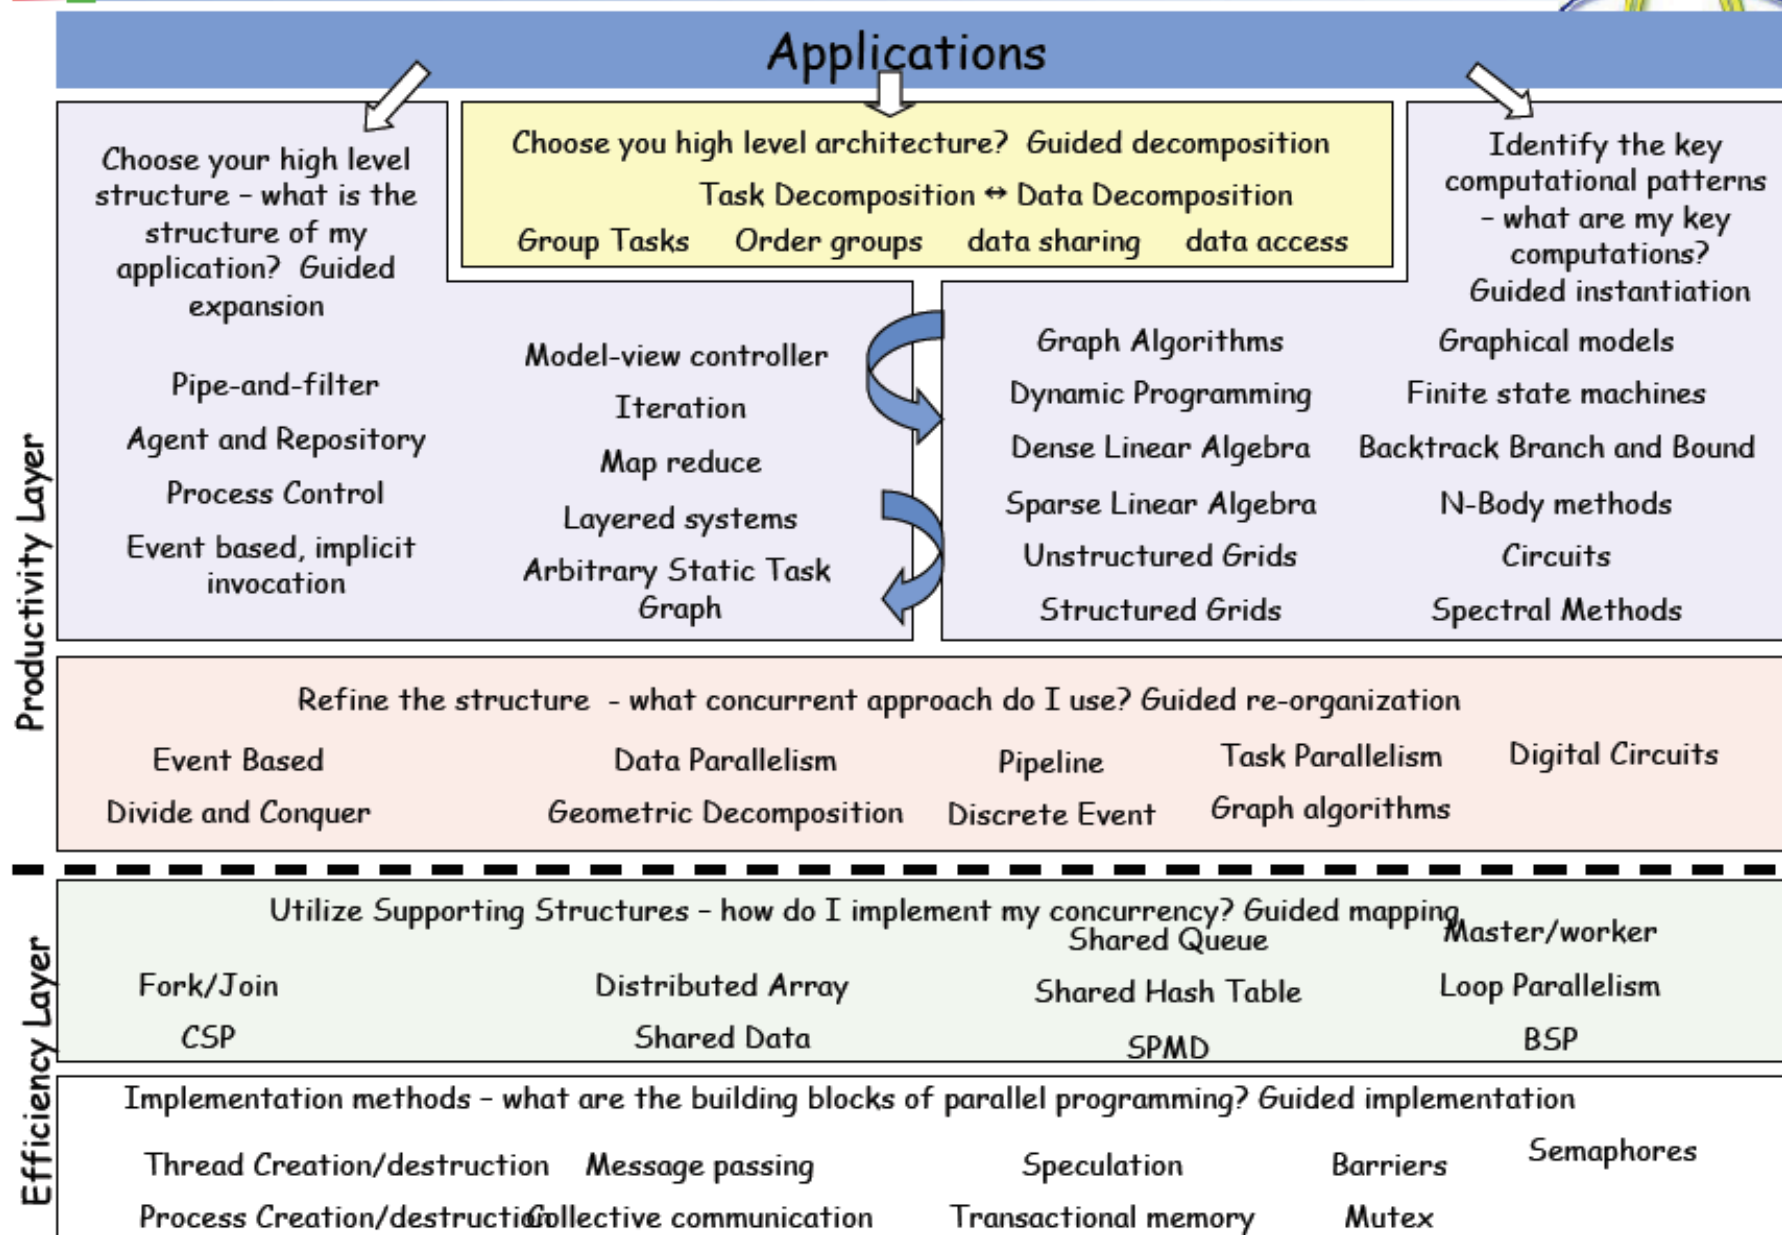 Applications
Choose your high level
structure – what is the
structure of my
application? Guided
expansion
Pipe-and-filter
Agent and Repository
Process Control
Event based, implicit
invocation
Choose you high level architecture? Guided decomposition
Task Decomposition ↔ Data Decomposition
Group Tasks Order groups data sharing data access
Model-view controller
Iteration
Map reduce
Layered systems
Arbitrary Static Task
Graph
Identify the key
computational patterns
– what are my key
computations?
Guided instantiation
Graph Algorithms
Dynamic Programming
Dense Linear Algebra
Sparse Linear Algebra
Unstructured Grids
Structured Grids
Graphical models
Finite state machines
Backtrack Branch and Bound
N-Body methods
Circuits
Spectral Methods
Productivity Layer
Refine the structure - what concurrent approach do I use? Guided re-organization
Event Based Data Parallelism Pipeline Task Parallelism Digital Circuits
Divide and Conquer Geometric Decomposition Discrete Event Graph algorithms
Efficiency Layer
Utilize Supporting Structures – how do I implement my concurrency? Guided mapping
Shared Queue Master/worker
Fork/Join Distributed Array Shared Hash Table Loop Parallelism
CSP Shared Data SPMD BSP
Implementation methods – what are the building blocks of parallel programming? Guided implementation
Thread Creation/destruction Message passing Speculation Barriers Semaphores
Process Creation/destruction Collective communication Transactional memory Mutex